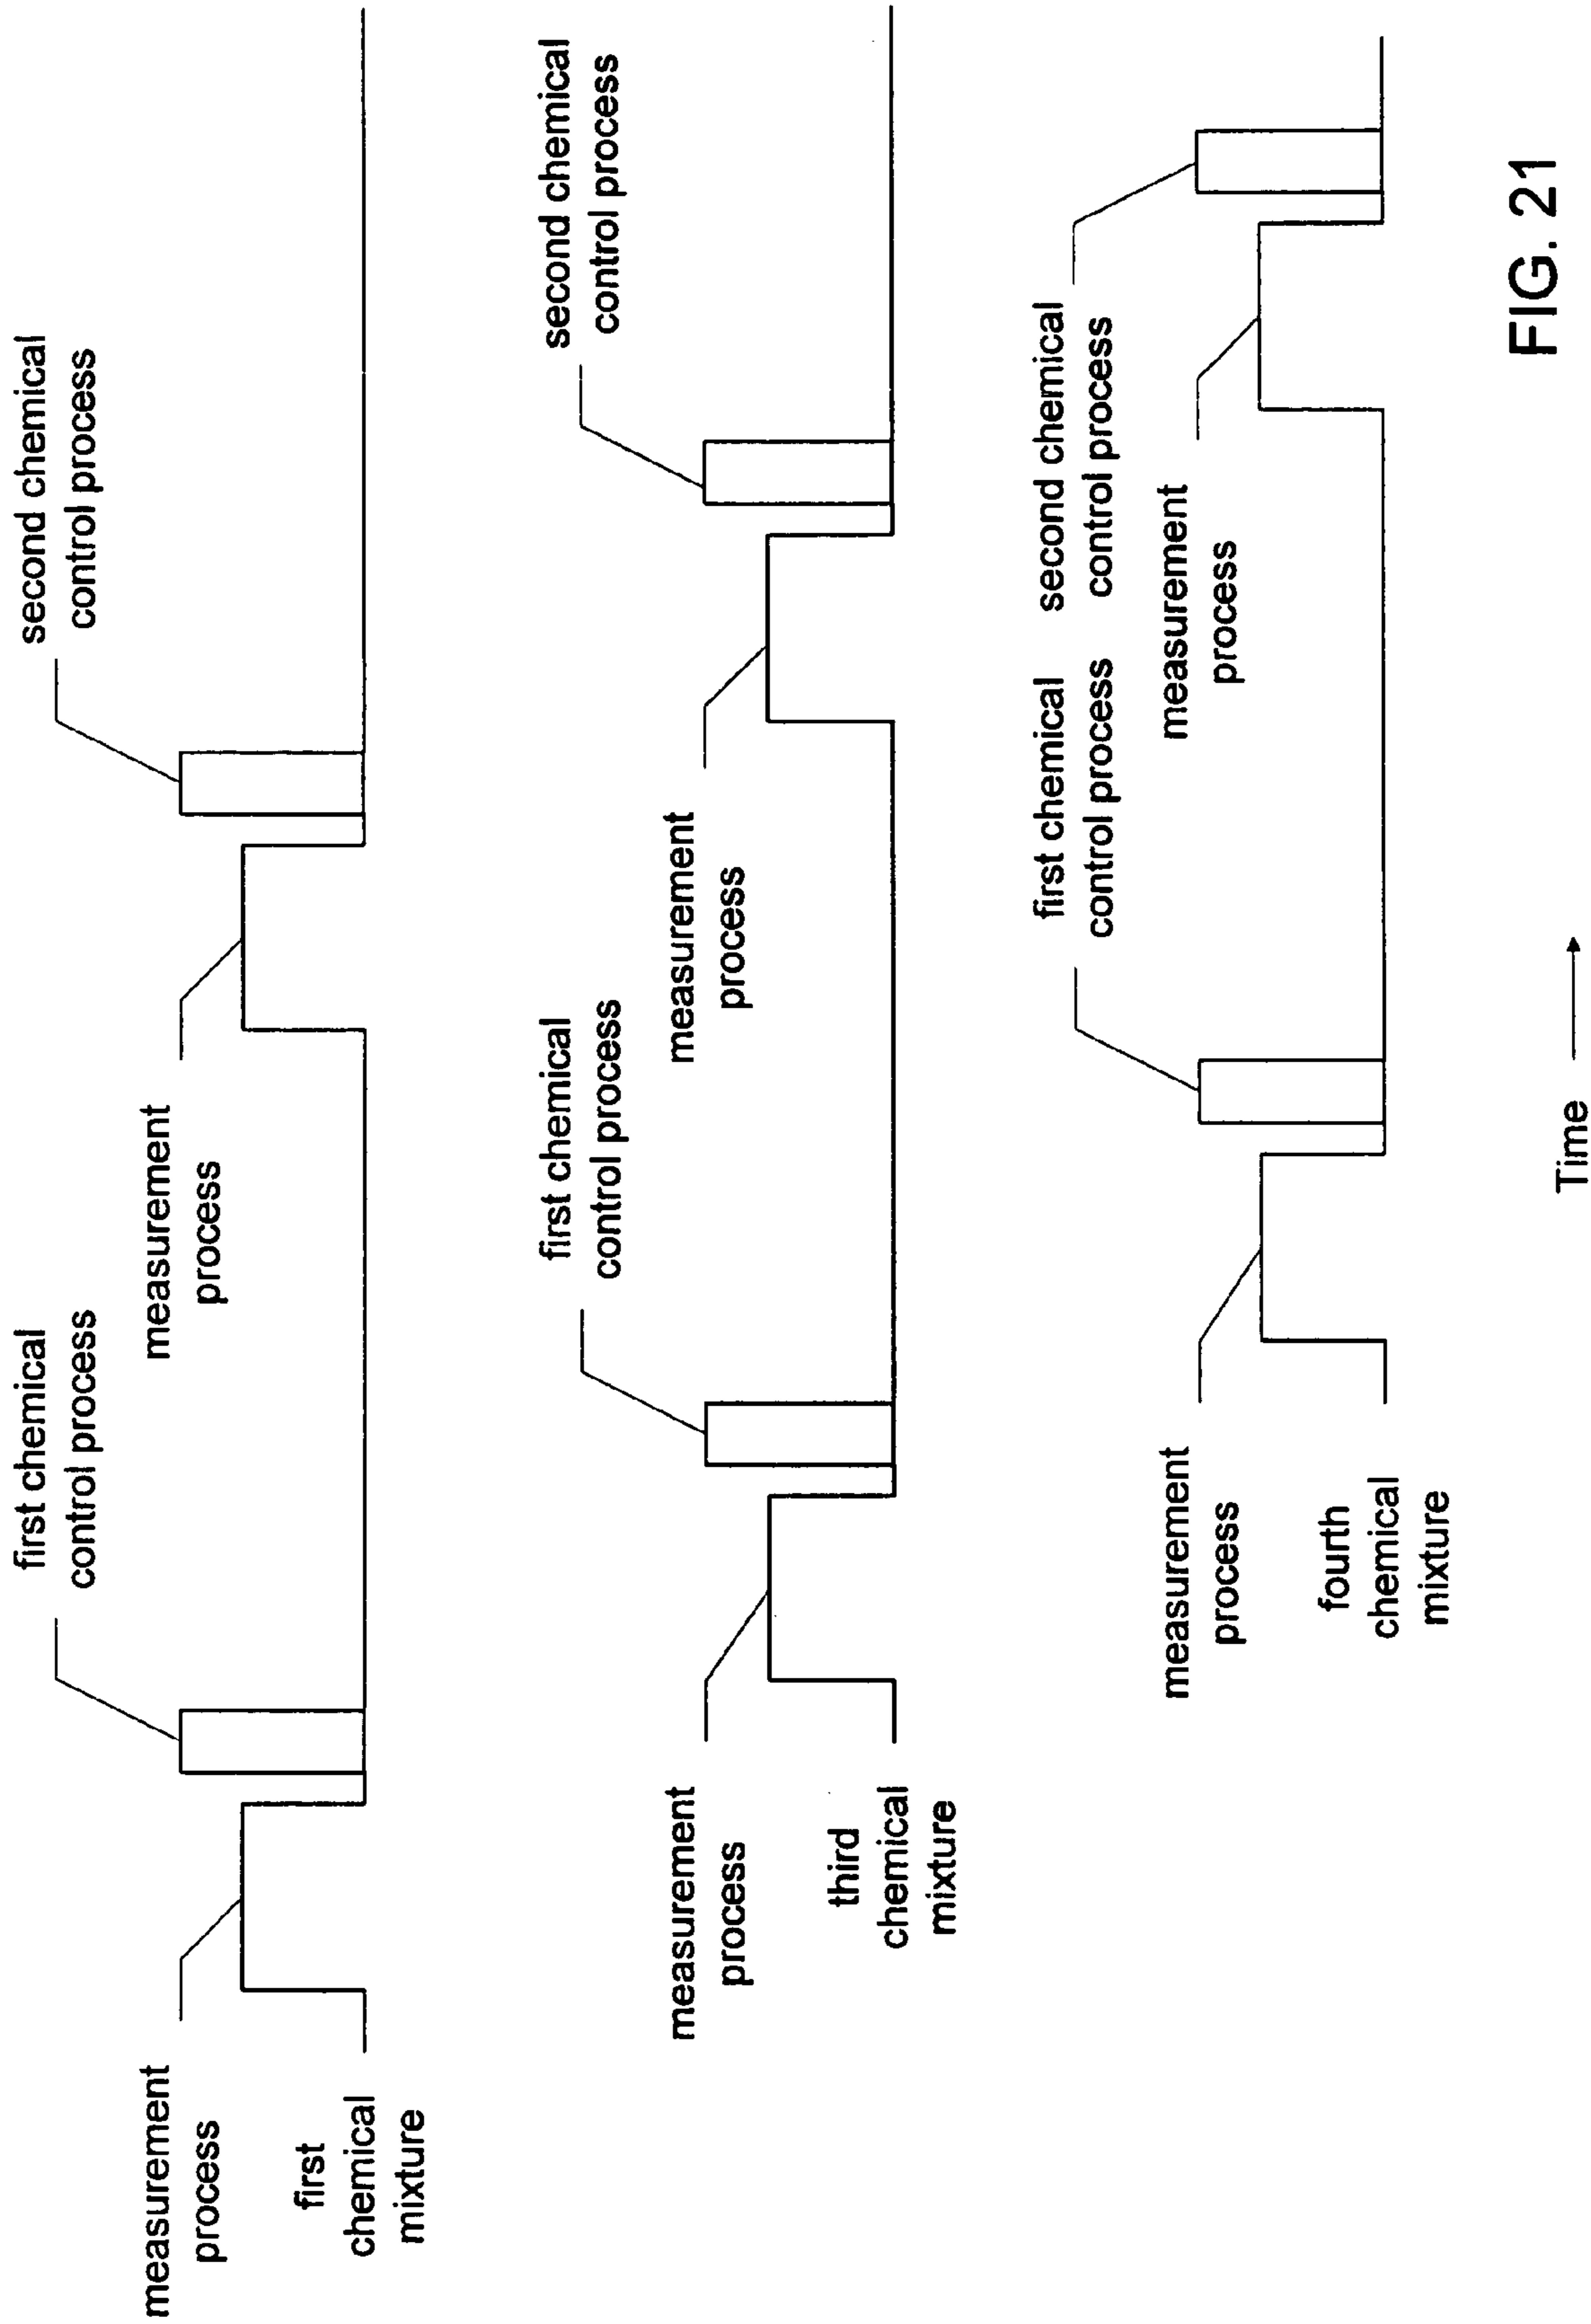 first chemical
control process
second chemical
control process
measurement
process
measurement
process
first
chemical
mixture
first chemical
control process
second chemical
control process
measurement
process
measurement
process
third
chemical
mixture
first chemical
control process
second chemical
control process
measurement
process
measurement
process
fourth
chemical
mixture
Time
FIG. 21